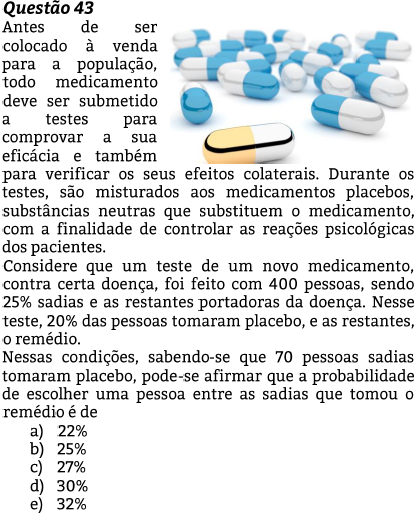 Questão 43
Antes de ser
colocado à venda
para a população,
todo medicamento
deve ser submetido
a testes para
comprovar a sua
eficácia e também
para verificar os seus efeitos colaterais. Durante os
testes, são misturados aos medicamentos placebos,
substâncias neutras que substituem o medicamento,
com a finalidade de controlar as reações psicológicas
dos pacientes.
Considere que um teste de um novo medicamento,
contra certa doença, foi feito com 400 pessoas, sendo
25% sadias e as restantes portadoras da doença. Nesse
teste, 20% das pessoas tomaram placebo, e as restantes,
o remédio.
Nessas condições, sabendo-se que 70 pessoas sadias
tomaram placebo, pode-se afirmar que a probabilidade
de escolher uma pessoa entre as sadias que tomou o
remédio é de
a) 22%
b) 25%
c) 27%
d) 30%
e) 32%